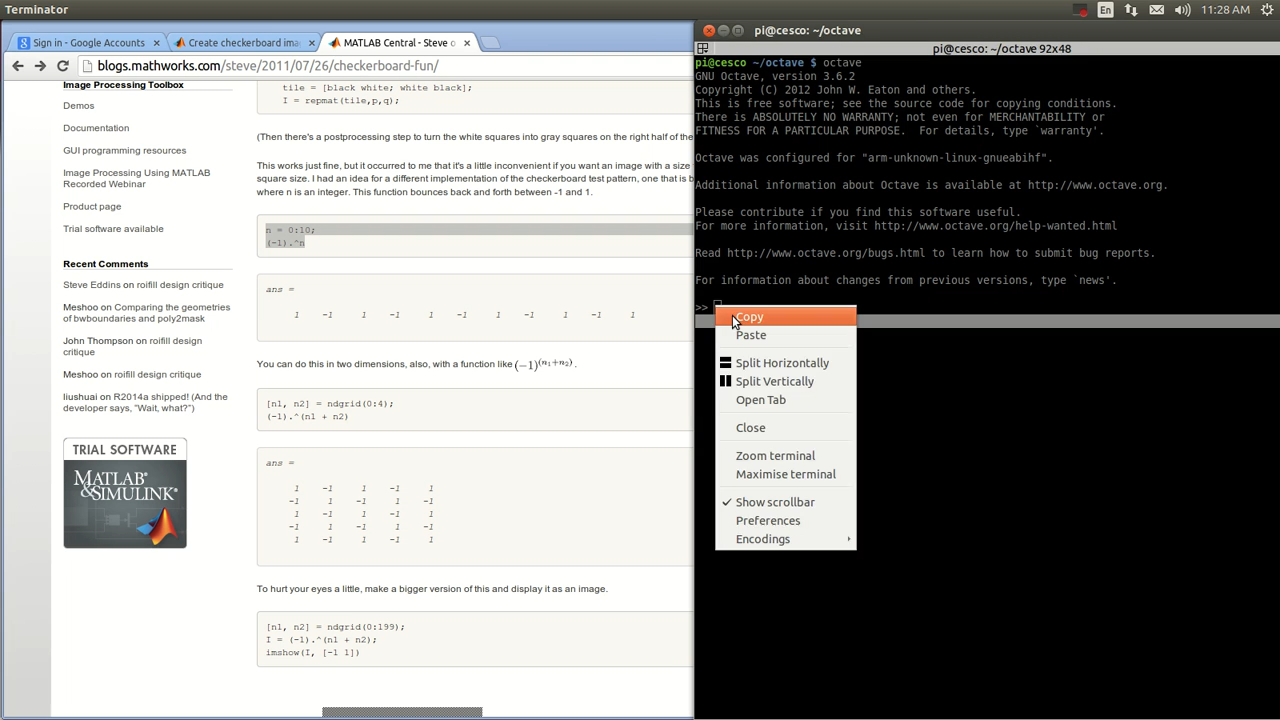 Terminator
En
11:28 AM
Sign in - Google Accounts
Create checkerboard ima
MATLAB Central - Steve o
blogs.mathworks.com/steve/2011/07/26/checkerboard-fun/
Image Processing Toolbox
Demos
Documentation
GUI programming resources
Image Processing Using MATLAB
Recorded Webinar
Product page
Trial software available
Recent Comments
Steve Eddins on roifill design critique
Meshoo on Comparing the geometries
of bwboundaries and poly2mask
John Thompson on roifill design
critique
Meshoo on roifill design critique
liushuai on R2014a shipped! (And the
developer says, "Wait, what?")
TRIAL SOFTWARE
MATLAB
&SIMULINK
tile = [black white; white black];
I = repmat(tile,p,q);
(Then there's a postprocessing step to turn the white squares into gray squares on the right half of the
This works just fine, but it occurred to me that it's a little inconvenient if you want an image with a size
square size. I had an idea for a different implementation of the checkerboard test pattern, one that is b
where n is an integer. This function bounces back and forth between -1 and 1.
n = 0:10;
(-1).^n
ans =
1 -1 1 -1 1 -1 1 -1 1 -1 1
You can do this in two dimensions, also, with a function like (−1)^(n₁+n₂).
[n1, n2] = ndgrid(0:4);
(-1).^(n1 + n2)
ans =
1 -1 1 -1 1
-1 1 -1 1 -1
1 -1 1 -1 1
-1 1 -1 1 -1
1 -1 1 -1 1
To hurt your eyes a little, make a bigger version of this and display it as an image.
[n1, n2] = ndgrid(0:199);
I = (-1).^(n1 + n2);
imshow(I, [-1 1])
pi@cesco: ~/octave
pi@cesco: ~/octave 92x48
pi@cesco ~/octave $ octave
GNU Octave, version 3.6.2
Copyright (C) 2012 John W. Eaton and others.
This is free software; see the source code for copying conditions.
There is ABSOLUTELY NO WARRANTY; not even for MERCHANTABILITY or
FITNESS FOR A PARTICULAR PURPOSE.  For details, type `warranty'.
Octave was configured for "arm-unknown-linux-gnueabihf".
Additional information about Octave is available at http://www.octave.org.
Please contribute if you find this software useful.
For more information, visit http://www.octave.org/help-wanted.html
Read http://www.octave.org/bugs.html to learn how to submit bug reports.
For information about changes from previous versions, type `news'.
>>
Copy
Paste
Split Horizontally
Split Vertically
Open Tab
Close
Zoom terminal
Maximise terminal
Show scrollbar
Preferences
Encodings